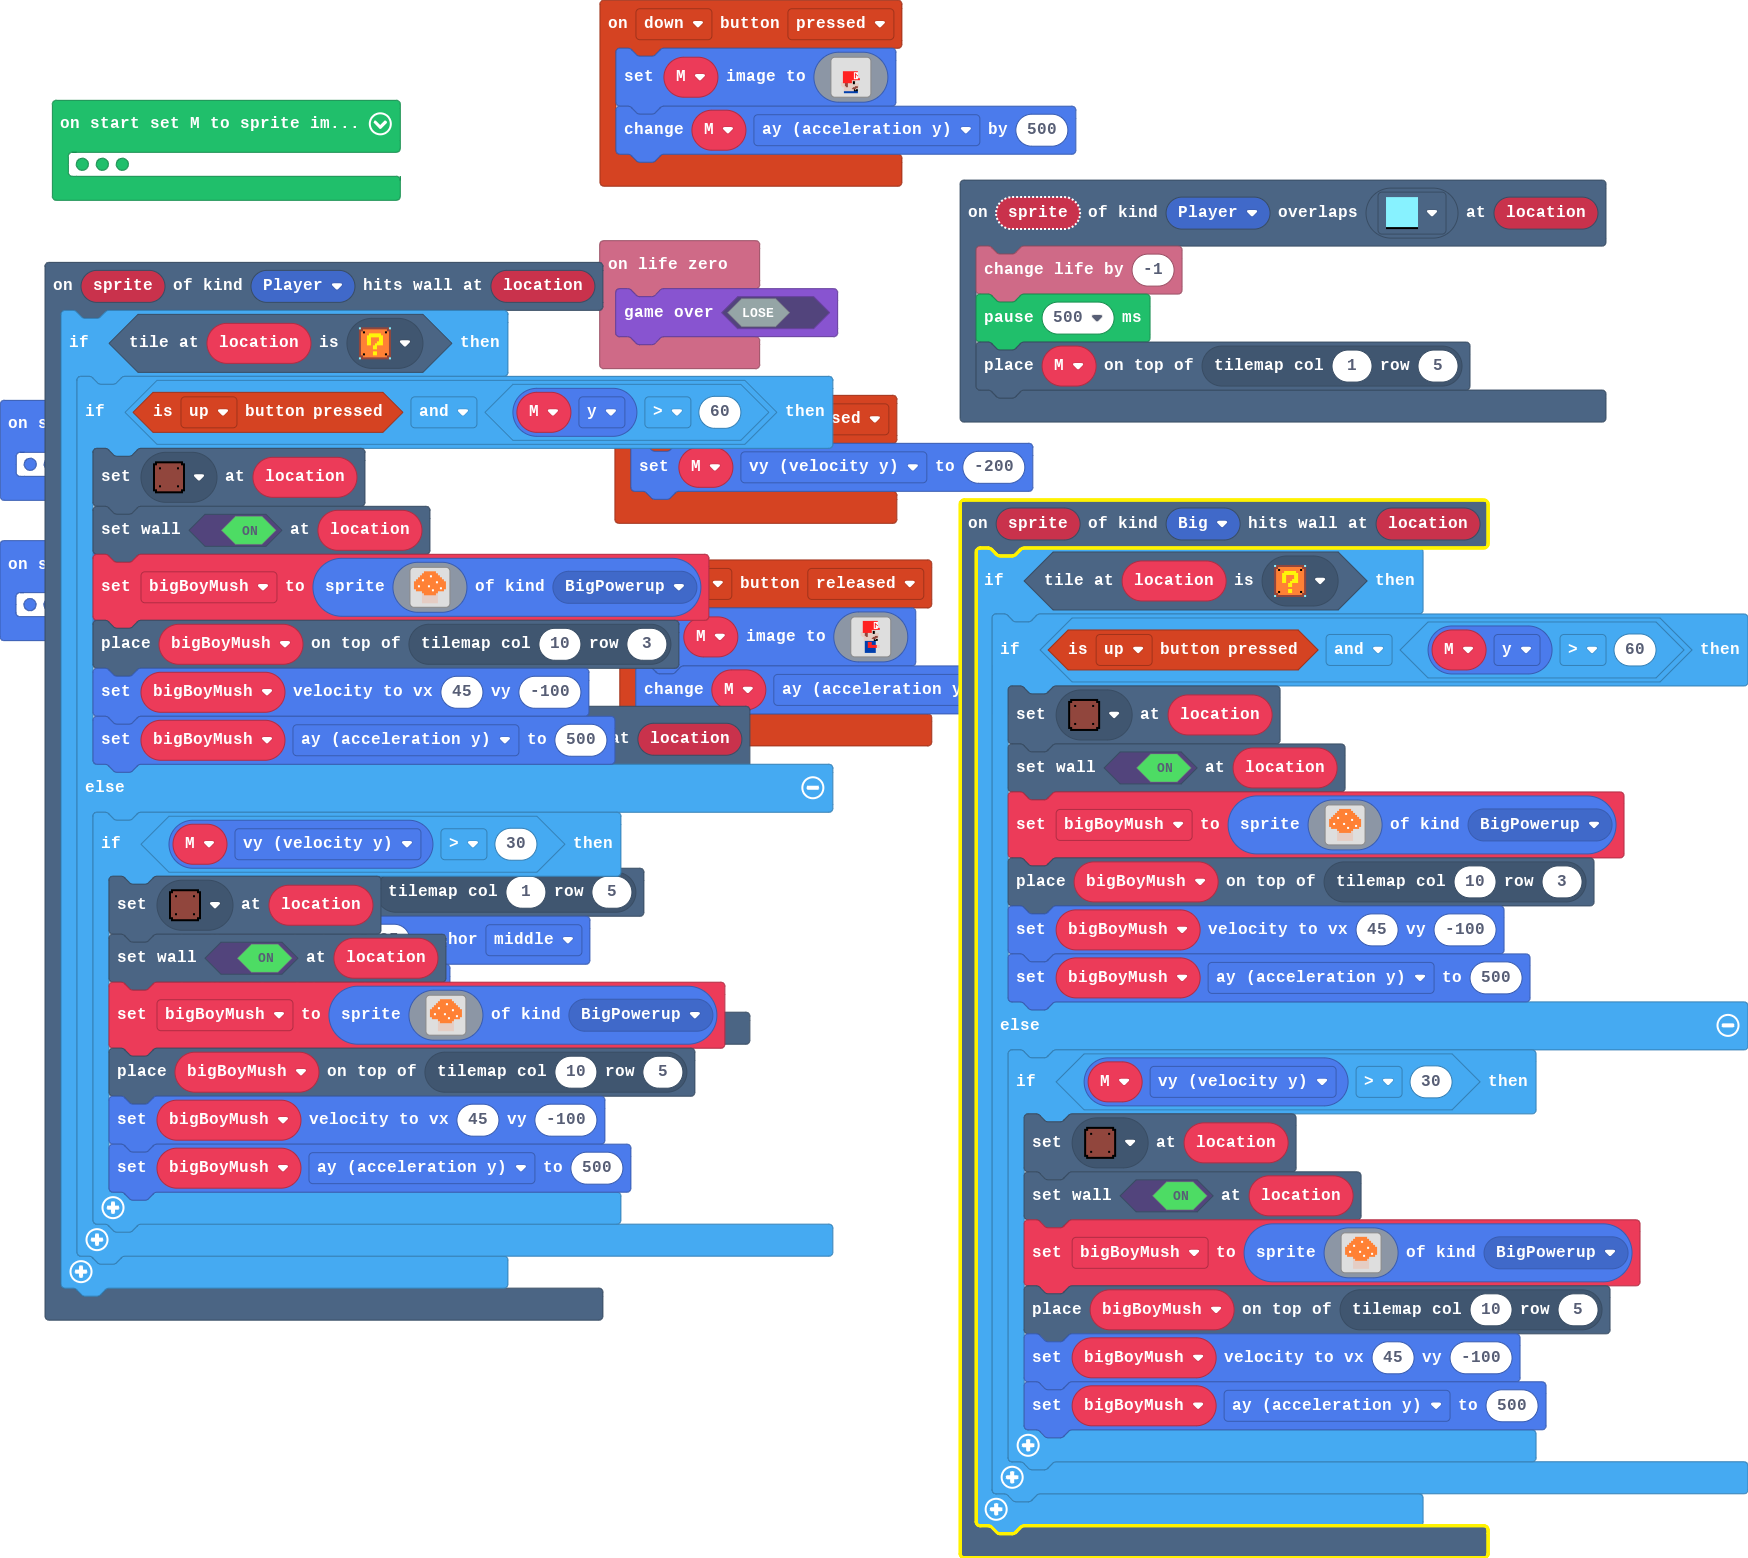 on down button pressed
set M image to
change M ay (acceleration y) by 500
on start set M to sprite im...
on sprite of kind Player overlaps at location
change life by -1
pause 500 ms
place M on top of tilemap col 1 row 5
on life zero
game over LOSE
on sprite of kind Player hits wall at location
if tile at location is then
if is up button pressed and M y > 60 then
set at location
set wall ON at location
set bigBoyMush to sprite of kind BigPowerup
place bigBoyMush on top of tilemap col 10 row 3
set bigBoyMush velocity to vx 45 vy -100
set bigBoyMush ay (acceleration y) to 500
else
if M vy (velocity y) > 30 then
set at location
set wall ON at location
set bigBoyMush to sprite of kind BigPowerup
place bigBoyMush on top of tilemap col 10 row 5
set bigBoyMush velocity to vx 45 vy -100
set bigBoyMush ay (acceleration y) to 500
on s
on s
sed
set M vy (velocity y) to -200
button released
M image to
change M ay (acceleration y
at location
tilemap col 1 row 5
hor middle
on sprite of kind Big hits wall at location
if tile at location is then
if is up button pressed and M y > 60 then
set at location
set wall ON at location
set bigBoyMush to sprite of kind BigPowerup
place bigBoyMush on top of tilemap col 10 row 3
set bigBoyMush velocity to vx 45 vy -100
set bigBoyMush ay (acceleration y) to 500
else
if M vy (velocity y) > 30 then
set at location
set wall ON at location
set bigBoyMush to sprite of kind BigPowerup
place bigBoyMush on top of tilemap col 10 row 5
set bigBoyMush velocity to vx 45 vy -100
set bigBoyMush ay (acceleration y) to 500